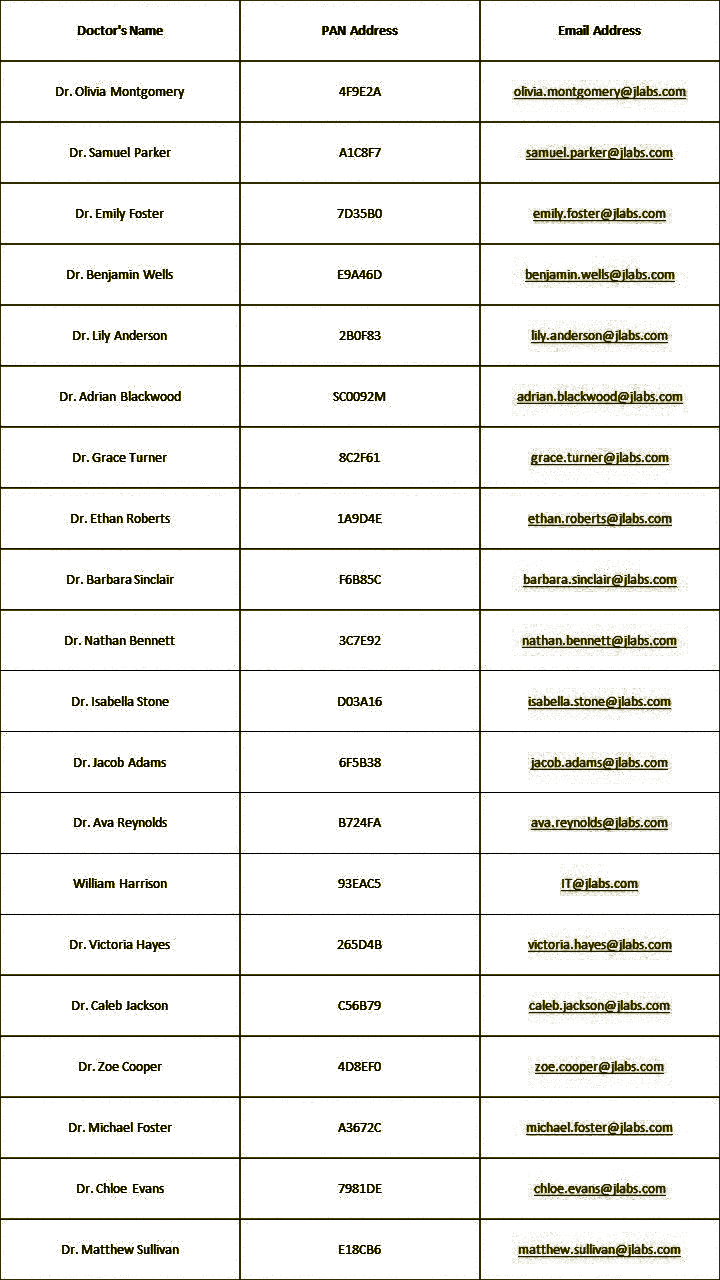 Doctor's Name PAN Address Email Address
Dr. Olivia Montgomery 4F9E2A olivia.montgomery@jlabs.com
Dr. Samuel Parker A1C8F7 samuel.parker@jlabs.com
Dr. Emily Foster 7D35B0 emily.foster@jlabs.com
Dr. Benjamin Wells E9A46D benjamin.wells@jlabs.com
Dr. Lily Anderson 2B0F83 lily.anderson@jlabs.com
Dr. Adrian Blackwood SC0092M adrian.blackwood@jlabs.com
Dr. Grace Turner 8C2F61 grace.turner@jlabs.com
Dr. Ethan Roberts 1A9D4E ethan.roberts@jlabs.com
Dr. Barbara Sinclair F6B85C barbara.sinclair@jlabs.com
Dr. Nathan Bennett 3C7E92 nathan.bennett@jlabs.com
Dr. Isabella Stone D03A16 isabella.stone@jlabs.com
Dr. Jacob Adams 6F5B38 jacob.adams@jlabs.com
Dr. Ava Reynolds B724FA ava.reynolds@jlabs.com
William Harrison 93EAC5 IT@jlabs.com
Dr. Victoria Hayes 265D4B victoria.hayes@jlabs.com
Dr. Caleb Jackson C56B79 caleb.jackson@jlabs.com
Dr. Zoe Cooper 4D8EF0 zoe.cooper@jlabs.com
Dr. Michael Foster A3672C michael.foster@jlabs.com
Dr. Chloe Evans 7981DE chloe.evans@jlabs.com
Dr. Matthew Sullivan E18CB6 matthew.sullivan@jlabs.com